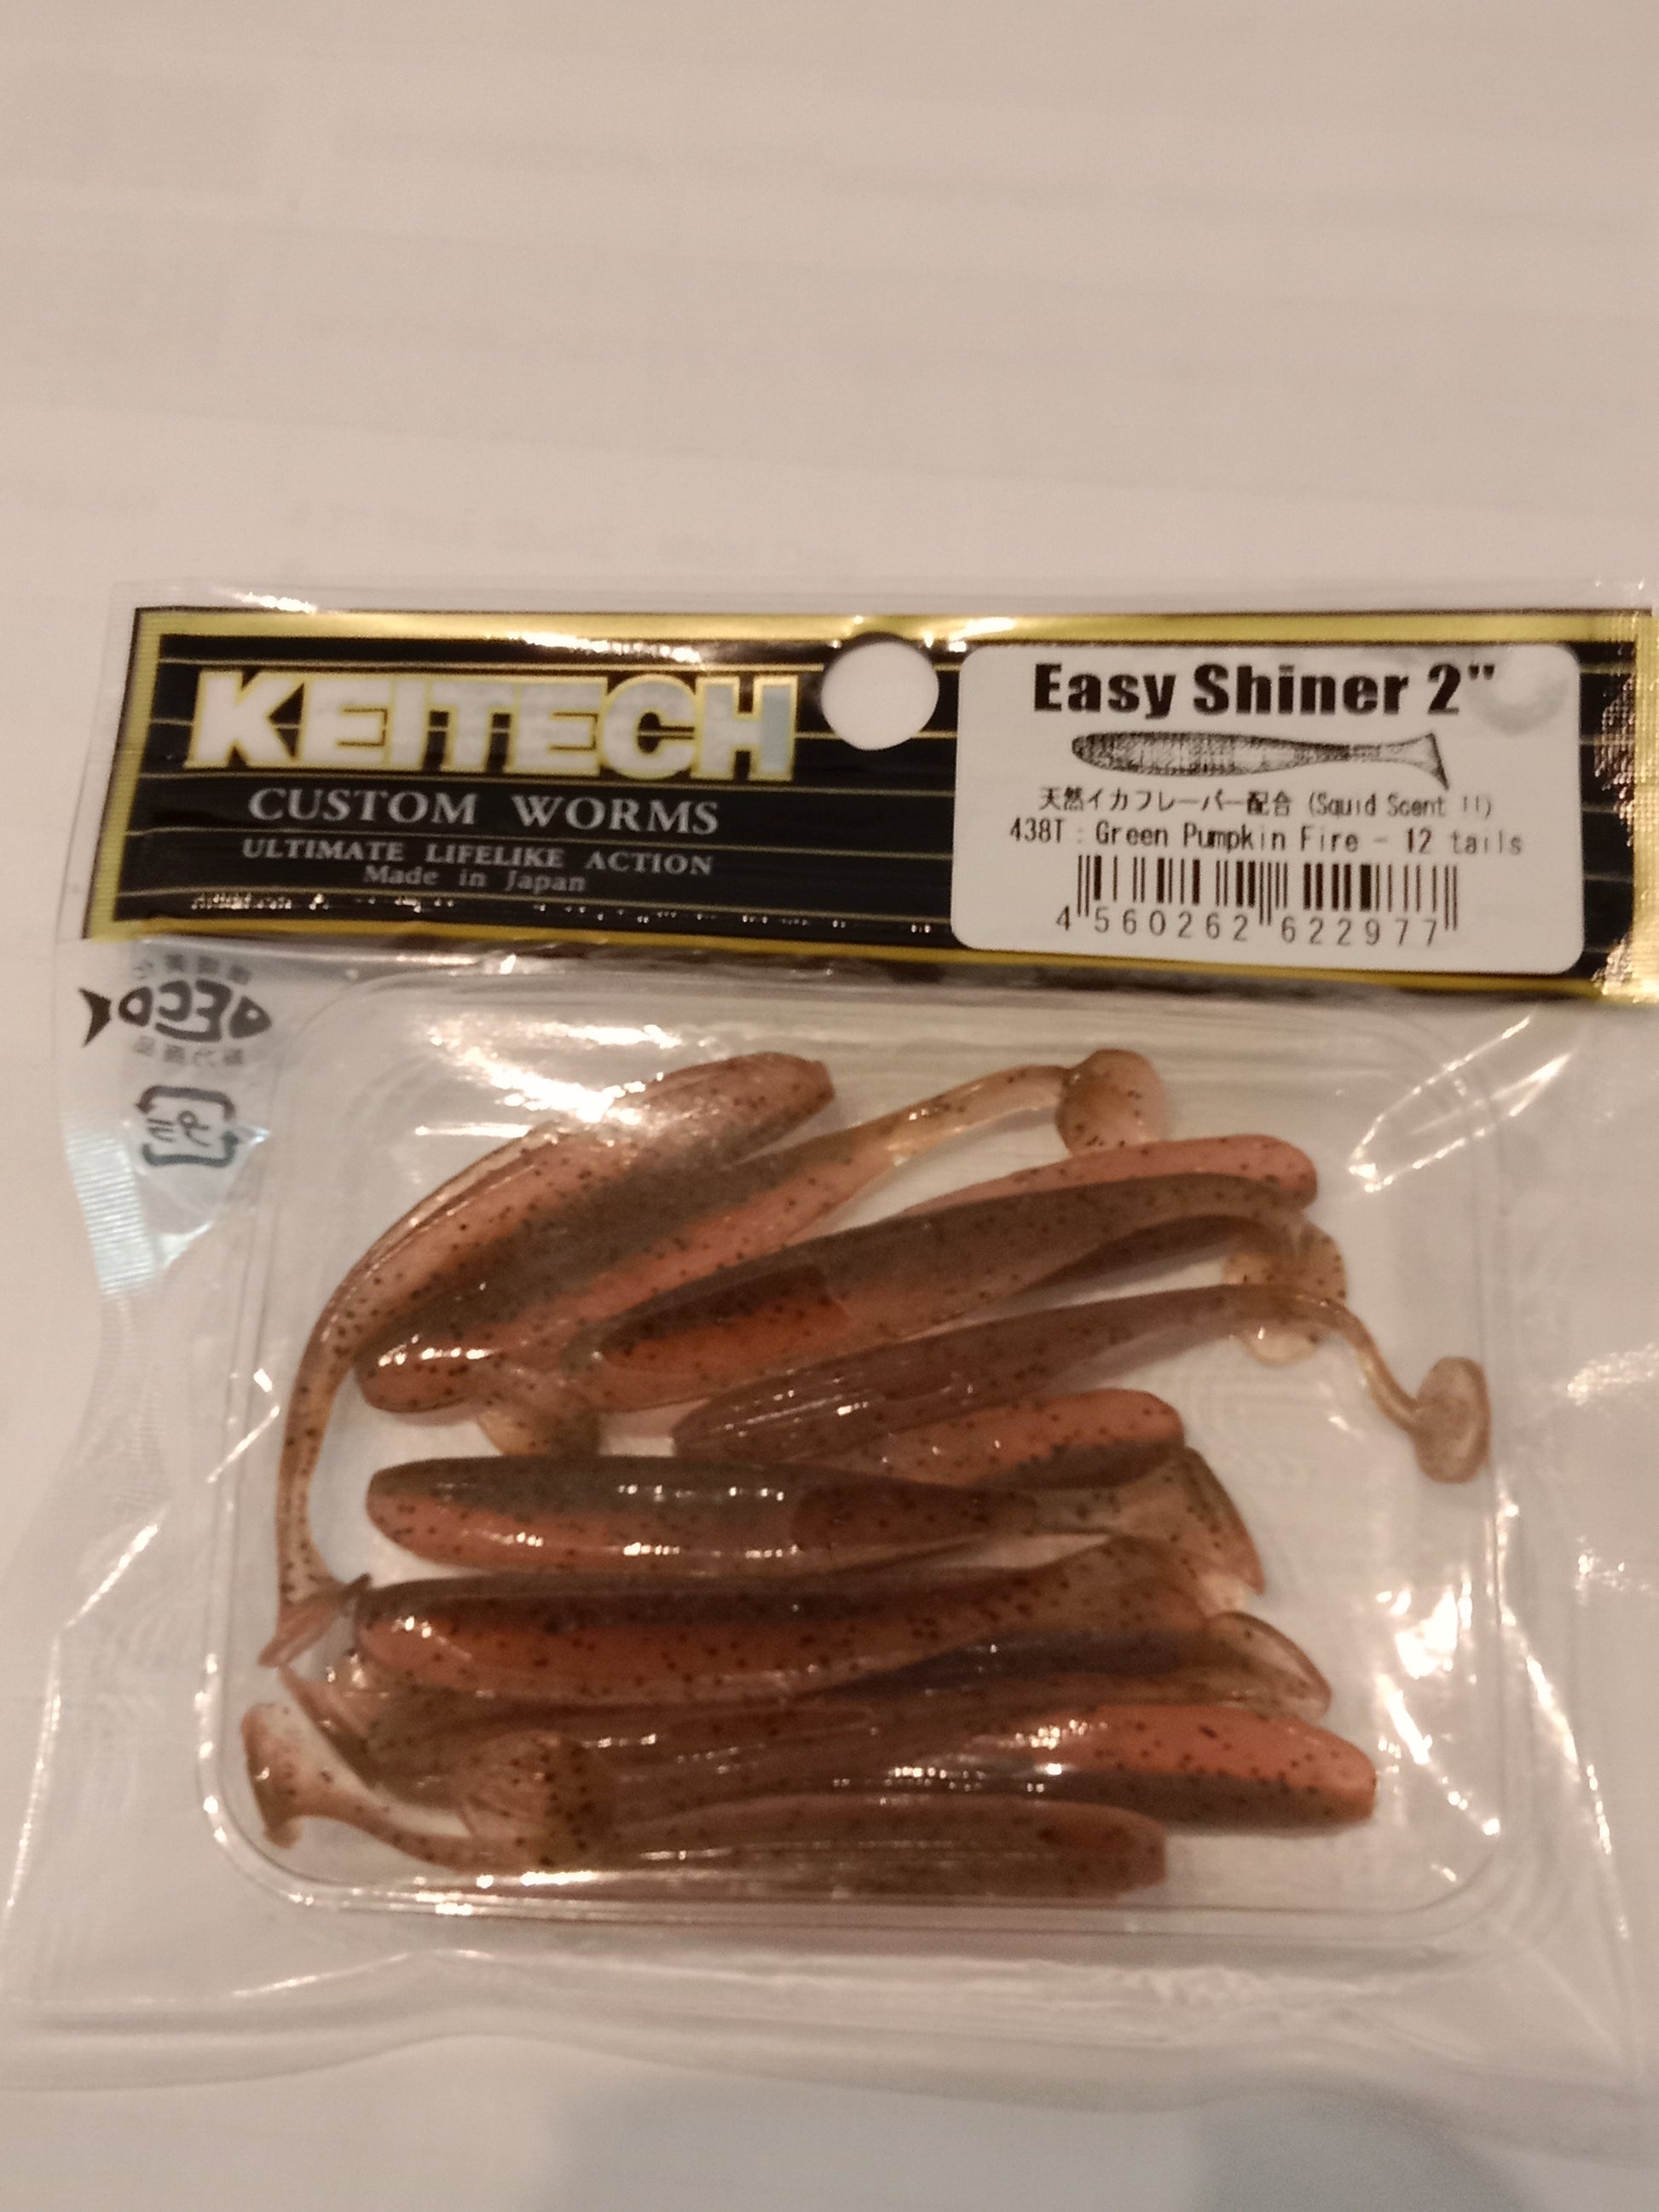 KEITECH
CUSTOM WORMS
ULTIMATE LIFELIKE ACTION
Made in Japan
Easy Shiner 2"
天然イカフレーバー配合 (Squid Scent !!)
438T : Green Pumpkin Fire - 12 tails
4 560262 622977